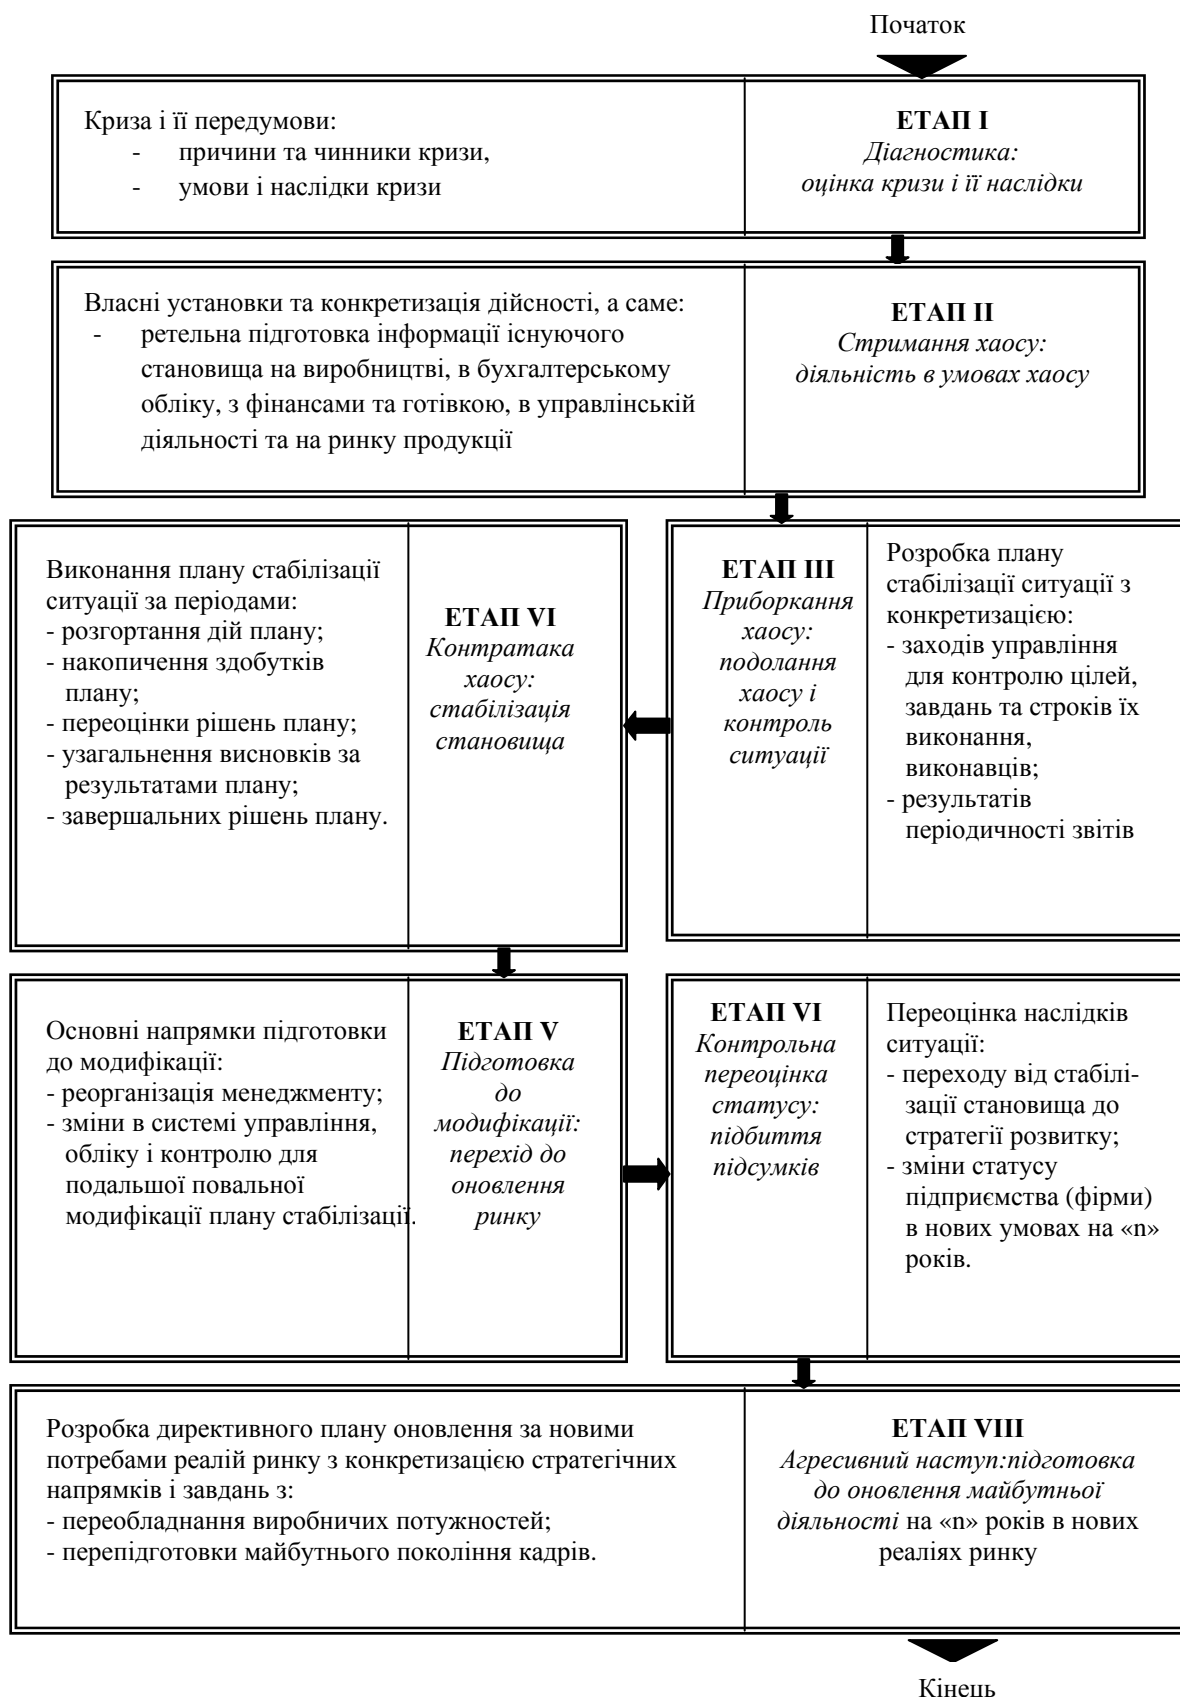 Початок
Криза і її передумови:
- причини та чинники кризи,
- умови і наслідки кризи
ЕТАП І
Діагностика:
оцінка кризи і її наслідки
Власні установки та конкретизація дійсності, а саме:
- ретельна підготовка інформації існуючого
становища на виробництві, в бухгалтерському
обліку, з фінансами та готівкою, в управлінській
діяльності та на ринку продукції
ЕТАП ІІ
Стримання хаосу:
діяльність в умовах хаосу
ЕТАП ІІІ
Приборкання
хаосу:
подолання
хаосу і
контроль
ситуації
Розробка плану
стабілізації ситуації з
конкретизацією:
- заходів управління
для контролю цілей,
завдань та строків їх
виконання,
виконавців;
- результатів
періодичності звітів
Виконання плану стабілізації
ситуації за періодами:
- розгортання дій плану;
- накопичення здобутків
плану;
- переоцінки рішень плану;
- узагальнення висновків за
результатами плану;
- завершальних рішень плану.
ЕТАП VI
Контратака
хаосу:
стабілізація
становища
Основні напрямки підготовки
до модифікації:
- реорганізація менеджменту;
- зміни в системі управління,
обліку і контролю для
подальшої повальної
модифікації плану стабілізації.
ЕТАП V
Підготовка
до
модифікації:
перехід до
оновлення
ринку
ЕТАП VI
Контрольна
переоцінка
статусу:
підбиття
підсумків
Переоцінка наслідків
ситуації:
- переходу від стабілі-
зації становища до
стратегії розвитку;
- зміни статусу
підприємства (фірми)
в нових умовах на «n»
років.
Розробка директивного плану оновлення за новими
потребами реалій ринку з конкретизацією стратегічних
напрямків і завдань з:
- переобладнання виробничих потужностей;
- перепідготовки майбутнього покоління кадрів.
ЕТАП VIII
Агресивний наступ:підготовка
до оновлення майбутньої
діяльності на «n» років в нових
реаліях ринку
Кінець